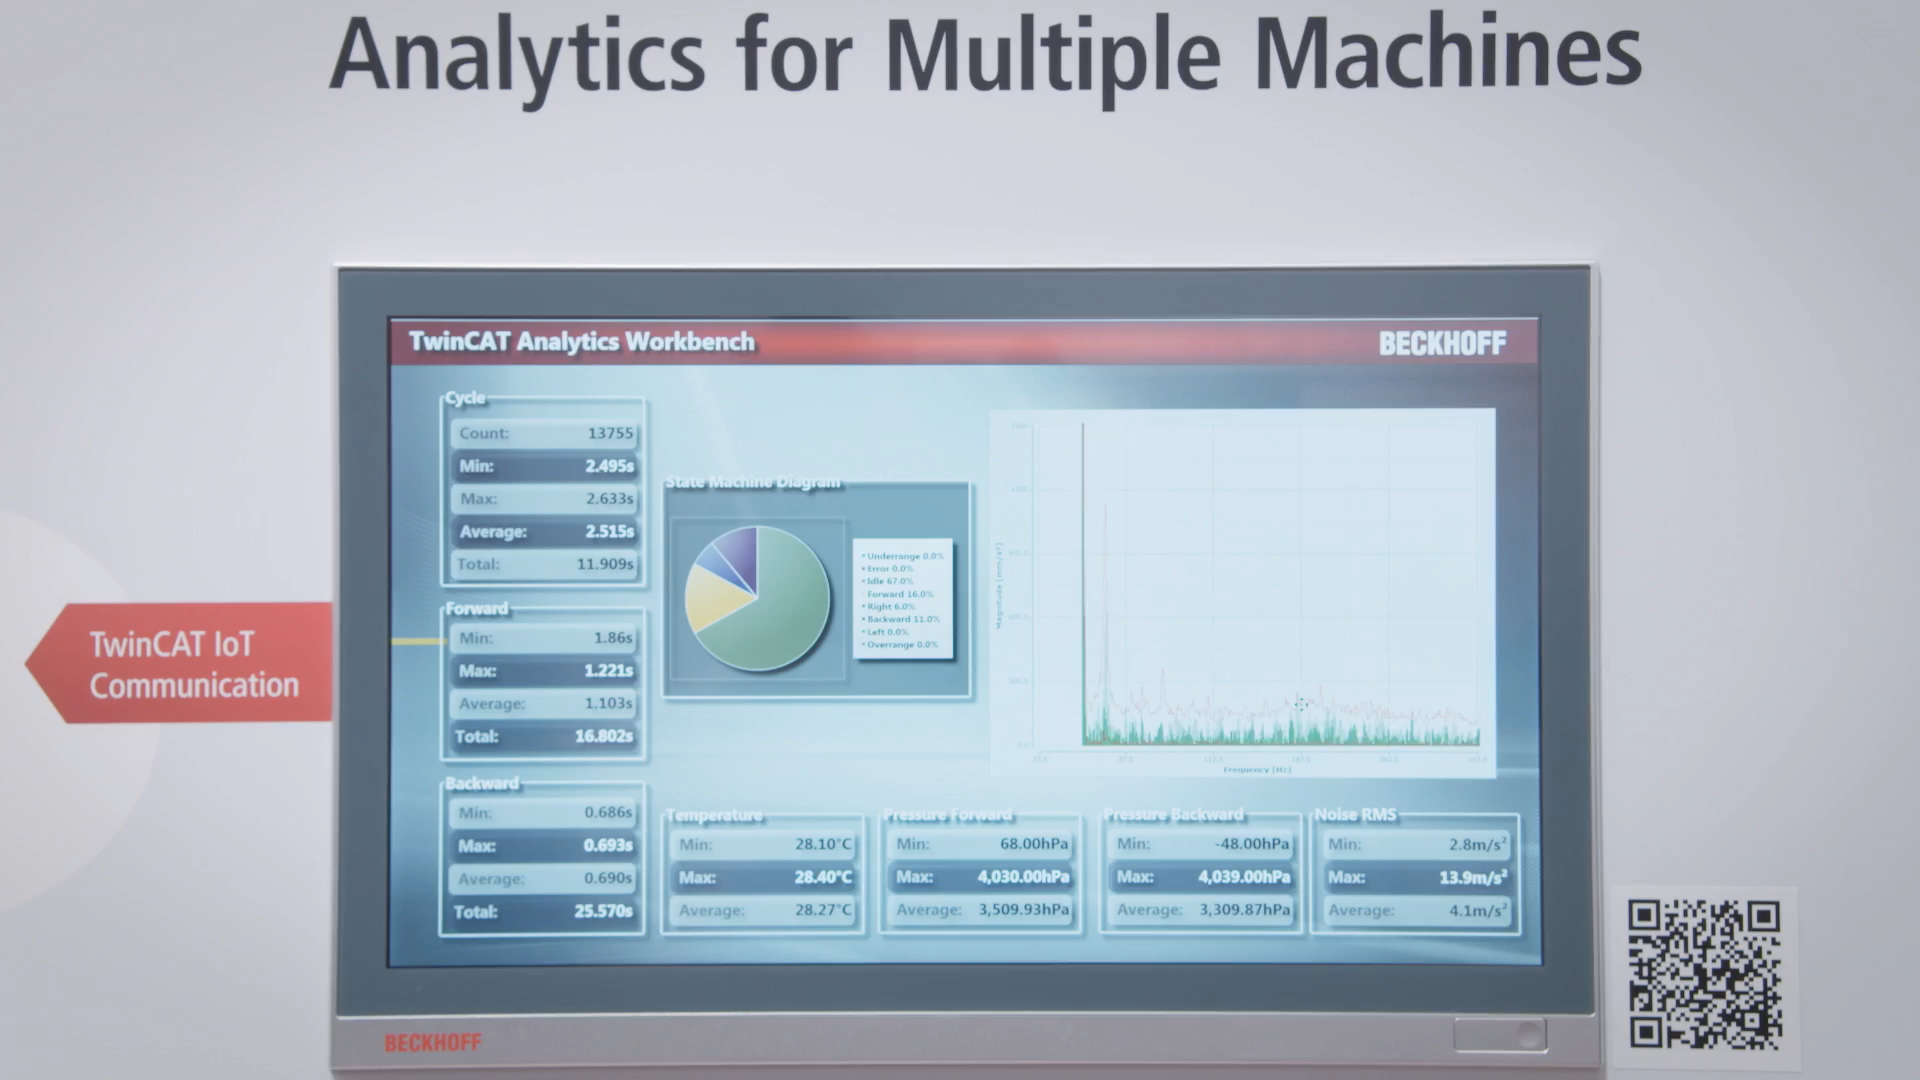 Analytics for Multiple Machines
TwinCAT Analytics Workbench
BECKHOFF
Cycle
Count: 13755
Min: 2.495s
Max: 2.633s
Average: 2.515s
Total: 11.909s
Forward
Min: 1.86s
Max: 1.221s
Average: 1.103s
Total: 16.802s
Backward
Min: 0.686s
Max: 0.693s
Average: 0.690s
Total: 25.570s
State Machine Diagram
Underrange 0.0%
Error 0.0%
Idle 67.0%
Forward 16.0%
Right 6.0%
Backward 11.0%
Left 0.0%
Overrange 0.0%
Magnitude [mm/s²]
Frequency [Hz]
Temperature
Min: 28.10°C
Max: 28.40°C
Average: 28.27°C
Pressure Forward
Min: 68.00hPa
Max: 4,030.00hPa
Average: 3,509.93hPa
Pressure Backward
Min: -48.00hPa
Max: 4,039.00hPa
Average: 3,309.87hPa
Noise RMS
Min: 2.8m/s²
Max: 13.9m/s²
Average: 4.1m/s²
TwinCAT IoT
Communication
BECKHOFF